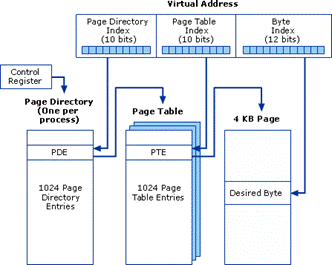 Virtual Address
Page Directory
Index
(10 bits)
Page Table
Index
(10 bits)
Byte
Index
(12 bits)
Control
Register
Page Directory
(One per
process)
Page Table
4 KB Page
PDE
PTE
1024 Page
Directory
Entries
1024 Page
Table Entries
Desired Byte